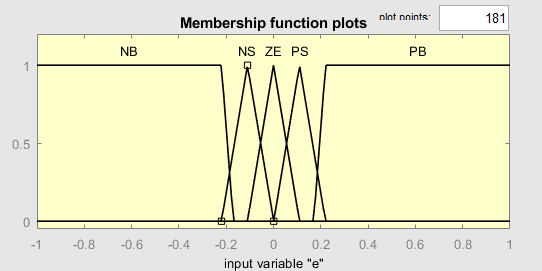 Membership function plots plot points: 181
NB NS ZE PS PB
1
0.5
0
-1 -0.8 -0.6 -0.4 -0.2 0 0.2 0.4 0.6 0.8 1
input variable "e"